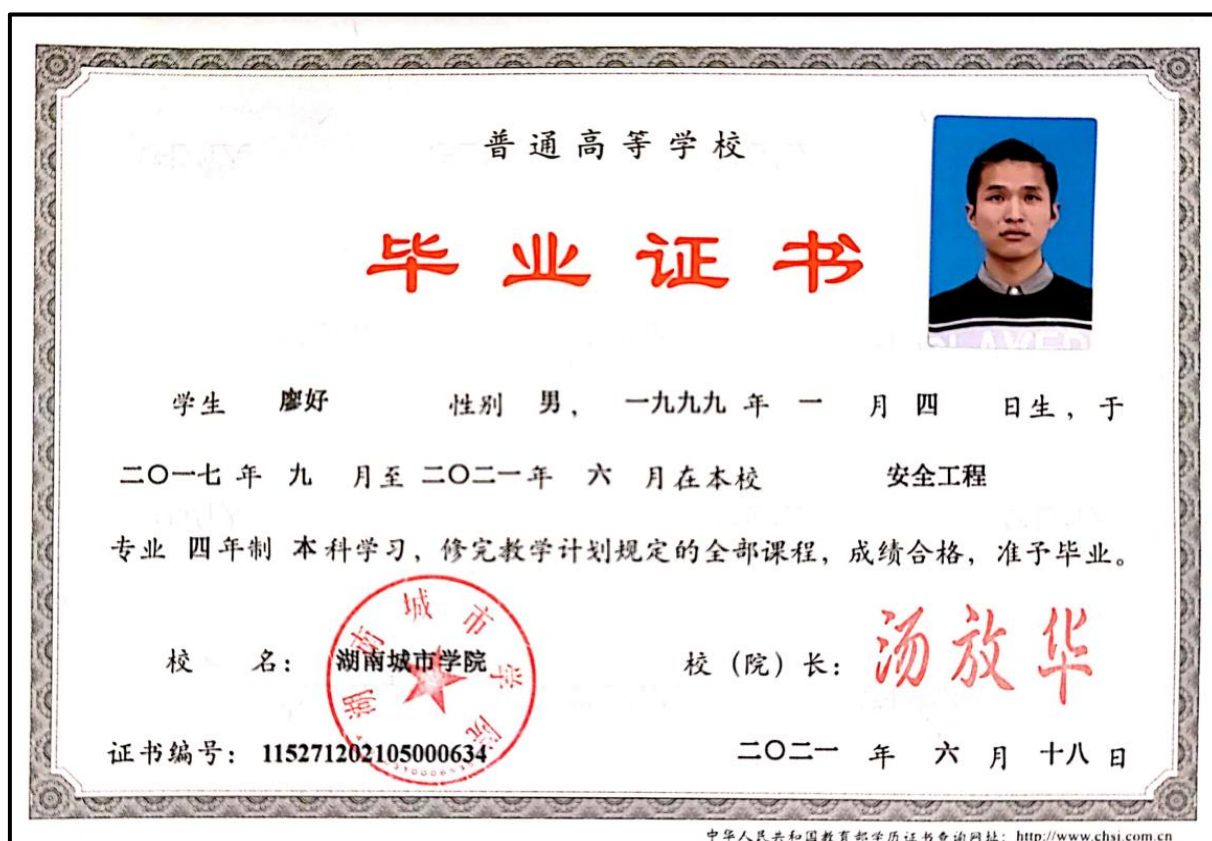 普通高等学校
毕业证书
学生 廖好 性别 男， 一九九九 年 一 月 四 日生，于
二〇一七 年 九 月至 二〇二一 年 六 月在本校 安全工程
专业 四年制 本科学习，修完教学计划规定的全部课程，成绩合格，准予毕业。
校 名： 湖南城市学院
湖南城市学院
校（院）长： 汤放华
证书编号： 115271202105000634
二〇二一 年 六 月 十八 日
中华人民共和国教育部学历证书查询网址：http://www.chsi.com.cn